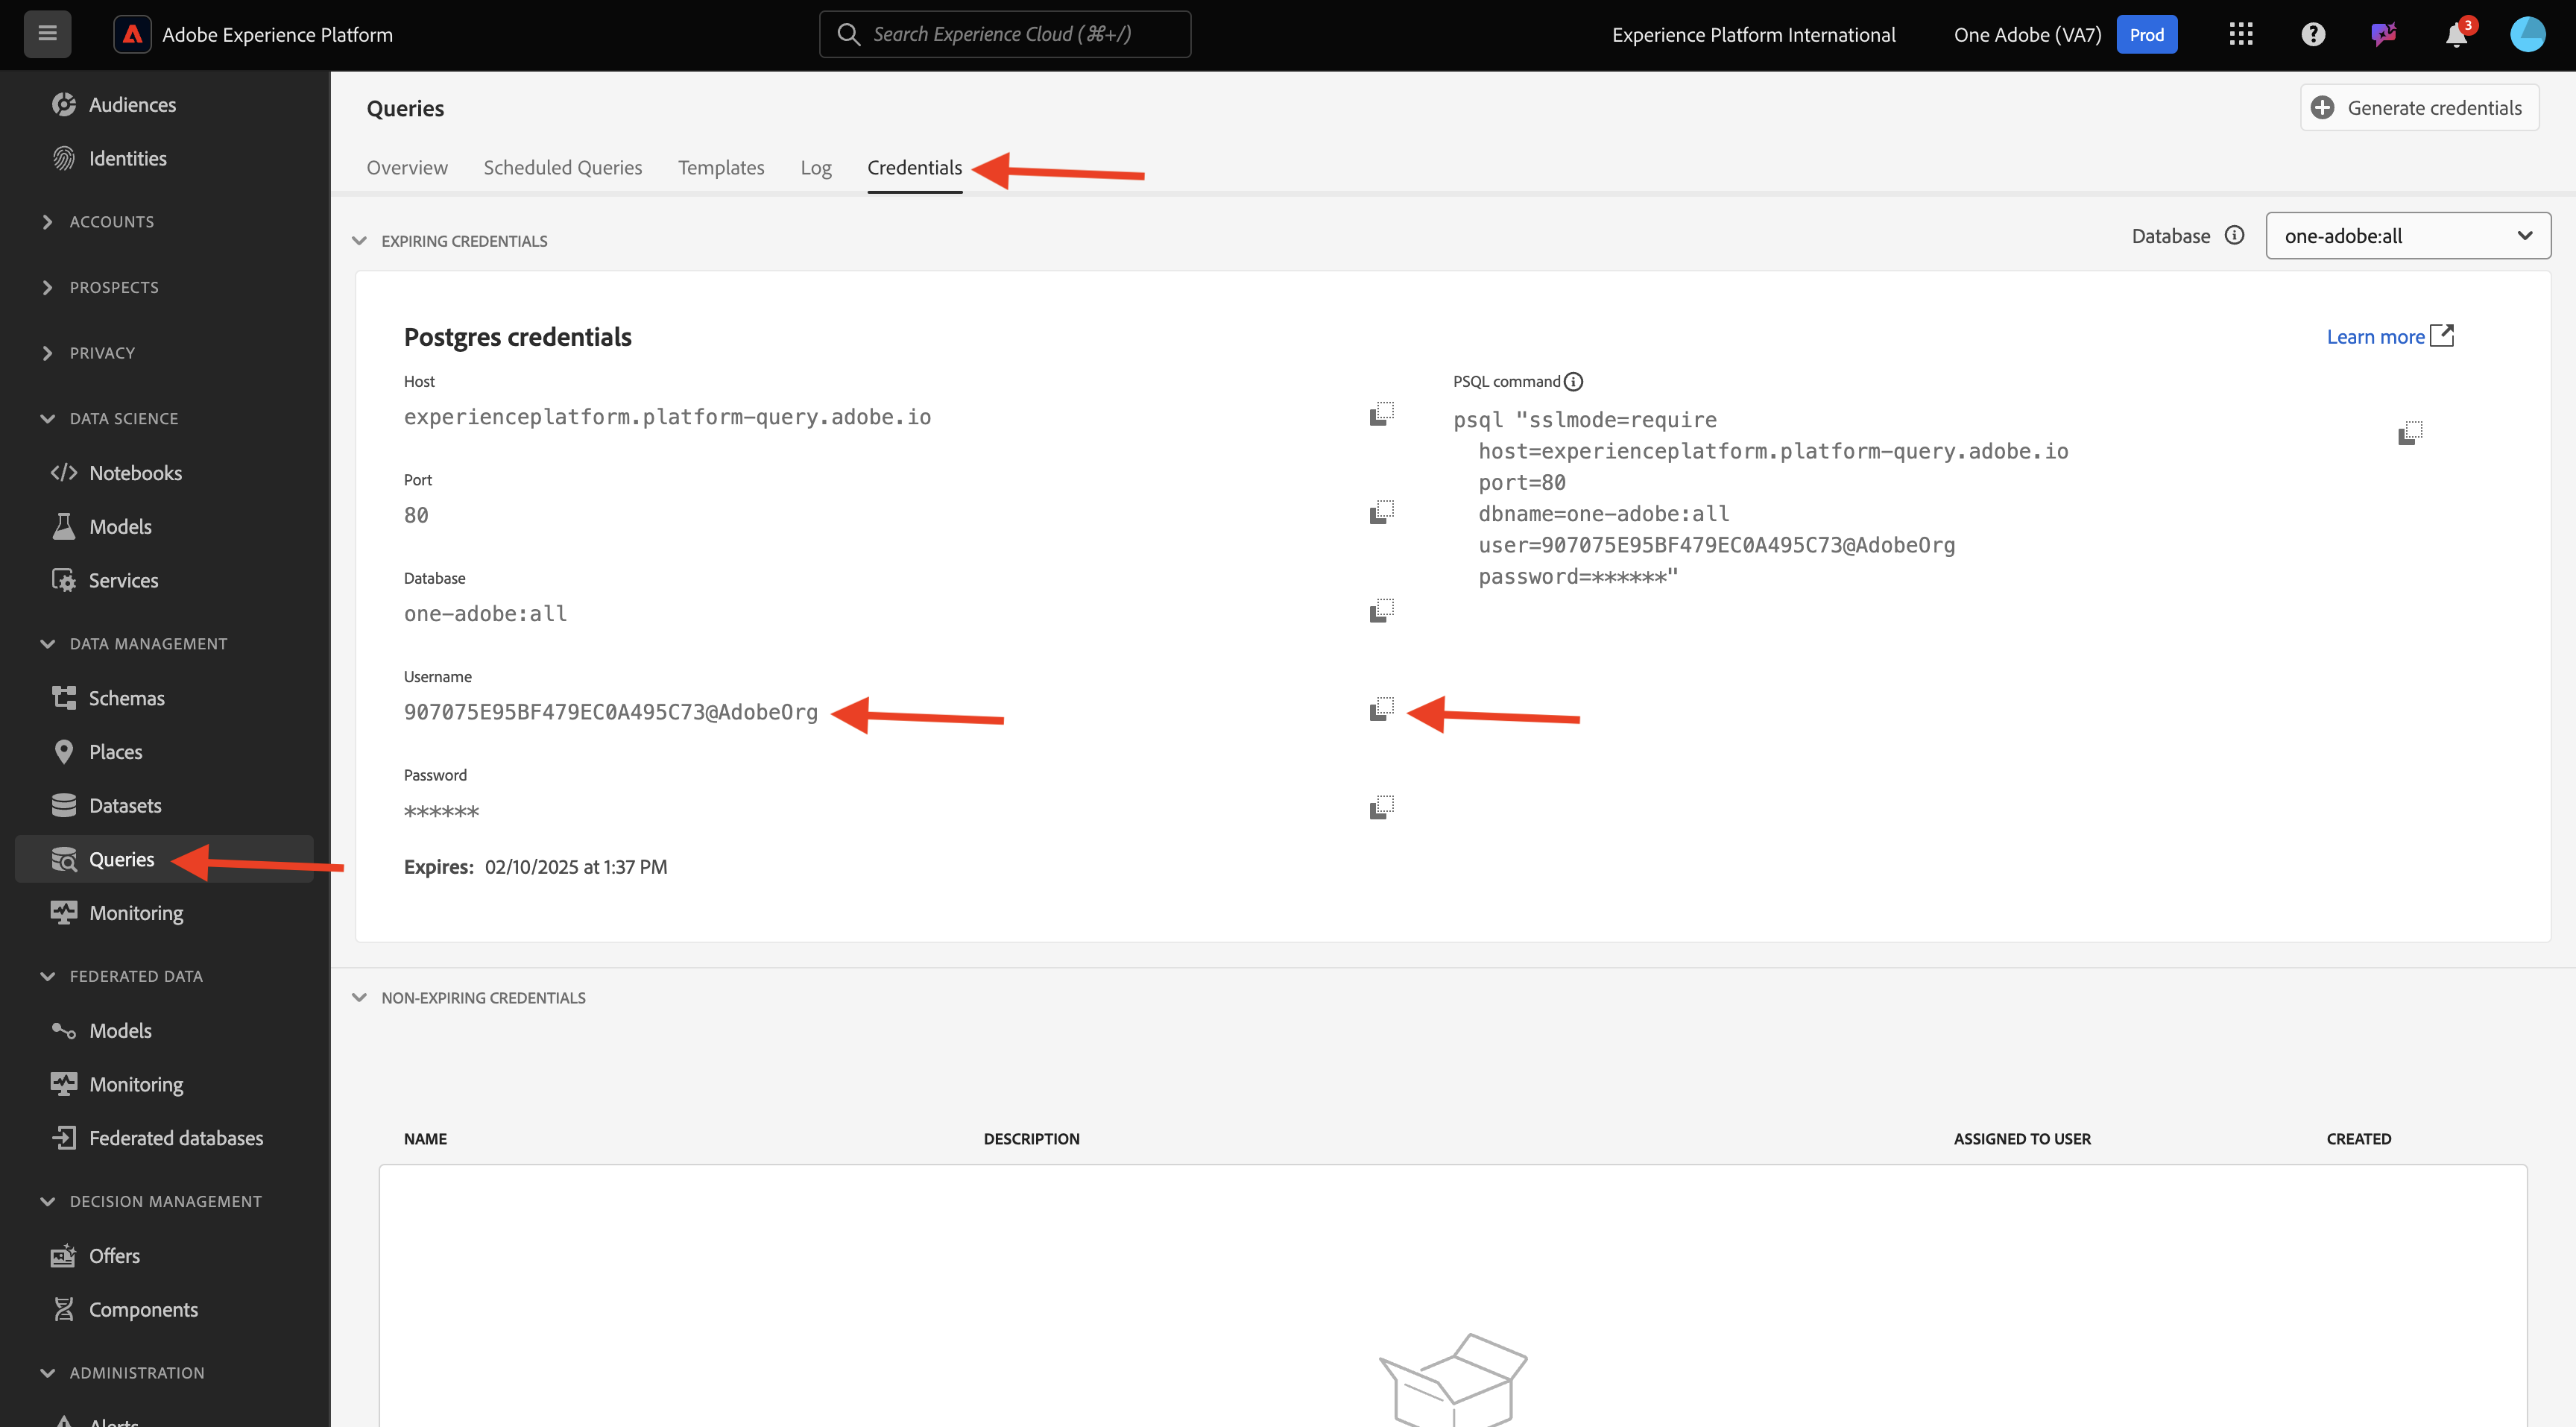 Adobe Experience Platform
Search Experience Cloud (⌘+/)
Experience Platform International
One Adobe (VA7)
Prod
3
Audiences
Identities
ACCOUNTS
PROSPECTS
PRIVACY
DATA SCIENCE
Notebooks
Models
Services
DATA MANAGEMENT
Schemas
Places
Datasets
Queries
Monitoring
FEDERATED DATA
Models
Monitoring
Federated databases
DECISION MANAGEMENT
Offers
Components
ADMINISTRATION
Alerts
Queries
Generate credentials
Overview
Scheduled Queries
Templates
Log
Credentials
EXPIRING CREDENTIALS
Database
one-adobe:all
Postgres credentials
Learn more
Host
experienceplatform.platform-query.adobe.io
Port
80
Database
one-adobe:all
Username
907075E95BF479EC0A495C73@AdobeOrg
Password
******
Expires: 02/10/2025 at 1:37 PM
PSQL command
psql "sslmode=require
host=experienceplatform.platform-query.adobe.io
port=80
dbname=one-adobe:all
user=907075E95BF479EC0A495C73@AdobeOrg
password=******"
NON-EXPIRING CREDENTIALS
NAME
DESCRIPTION
ASSIGNED TO USER
CREATED